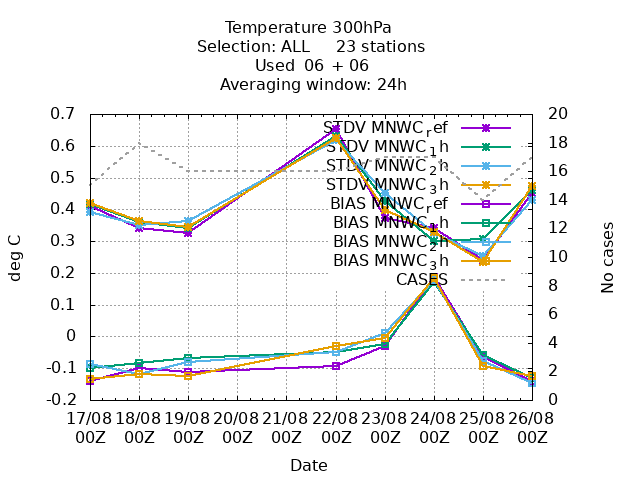 Temperature 300hPa
Selection: ALL     23 stations
Used  06 + 06
Averaging window: 24h
0.7
0.6
0.5
0.4
0.3
0.2
0.1
0
-0.1
-0.2
deg C
20
18
16
14
12
10
8
6
4
2
0
No cases
STDV MNWC_ref
STDV MNWC_1h
STDV MNWC_2h
STDV MNWC_3h
BIAS MNWC_ref
BIAS MNWC_1h
BIAS MNWC_2h
BIAS MNWC_3h
CASES
17/08 18/08 19/08 20/08 21/08 22/08 23/08 24/08 25/08 26/08
00Z 00Z 00Z 00Z 00Z 00Z 00Z 00Z 00Z 00Z
Date